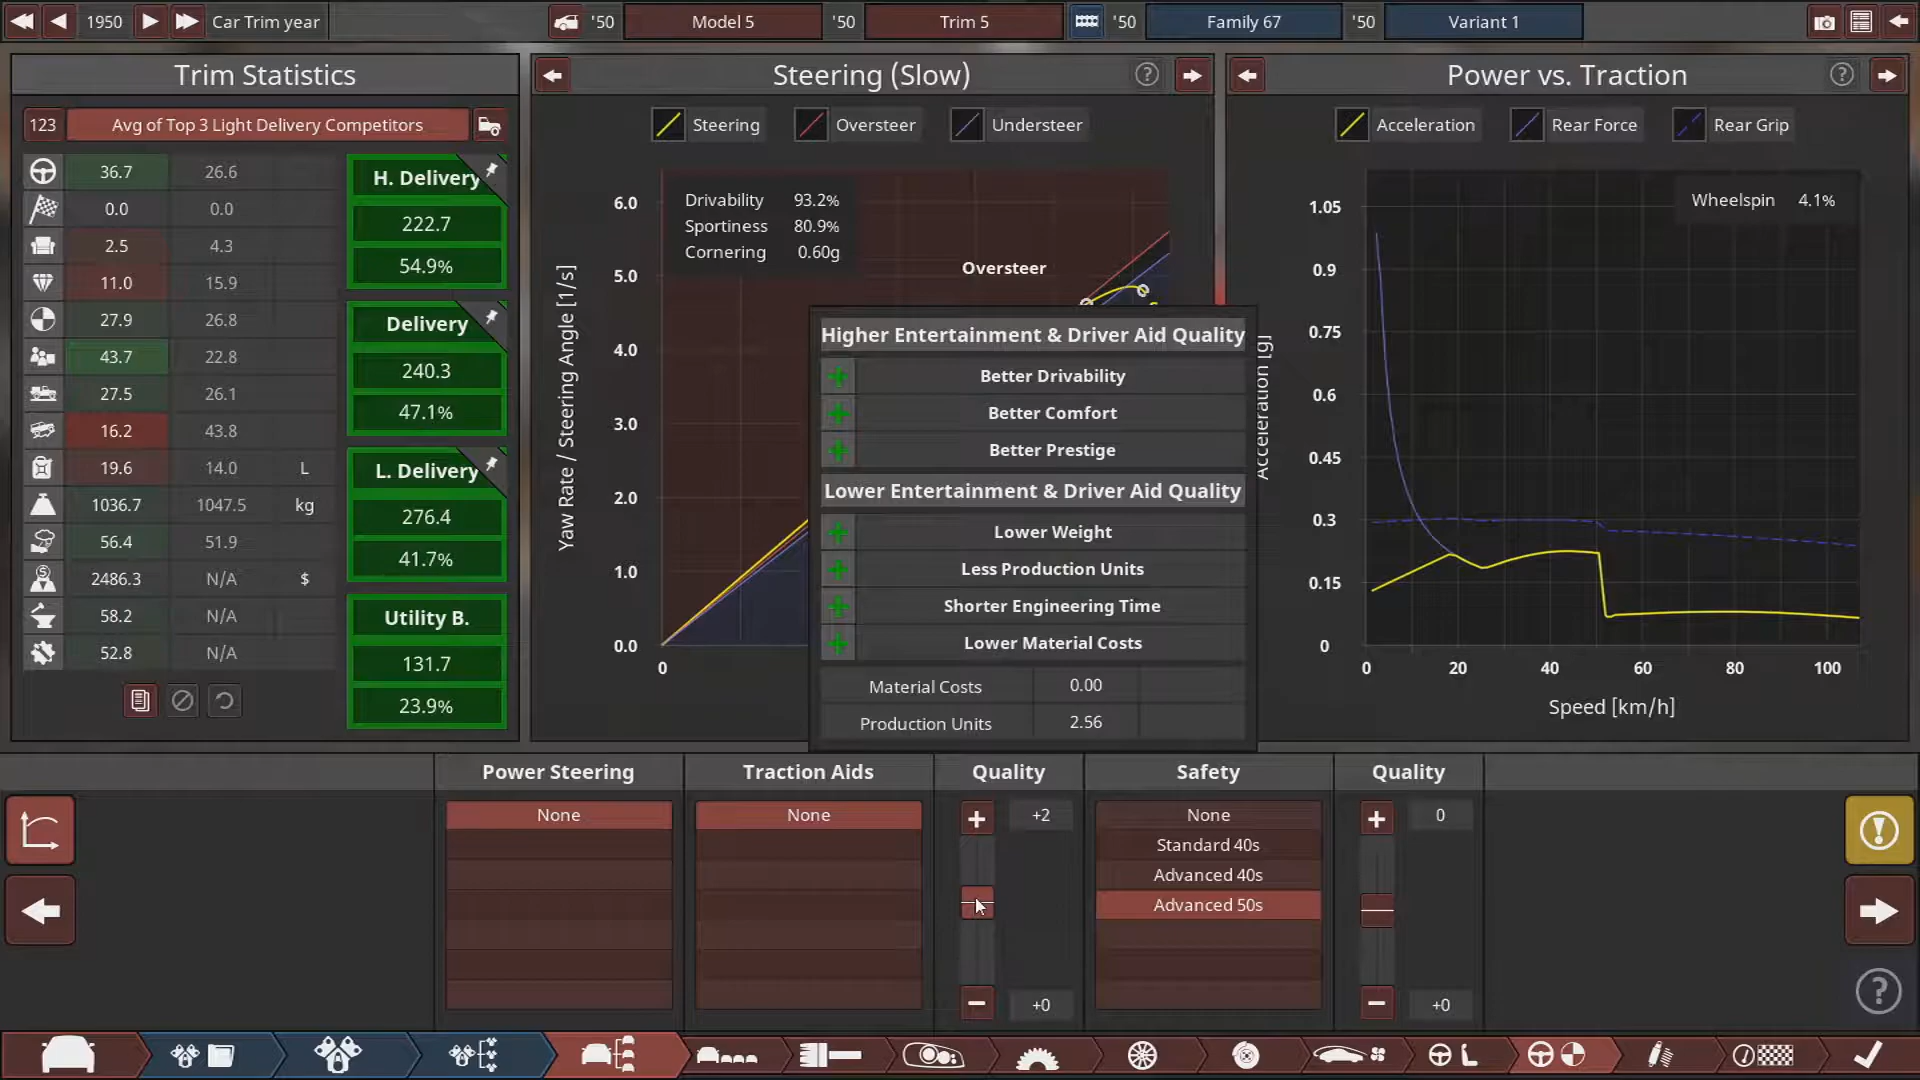 1950
Car Trim year
'50
Model 5
'50
Trim 5
'50
Family 67
'50
Variant 1
Trim Statistics
123
Avg of Top 3 Light Delivery Competitors
36.7 26.6
0.0 0.0
2.5 4.3
11.0 15.9
27.9 26.8
43.7 22.8
27.5 26.1
16.2 43.8
19.6 14.0 L
1036.7 1047.5 kg
56.4 51.9
2486.3 N/A $
58.2 N/A
52.8 N/A
H. Delivery
222.7
54.9%
Delivery
240.3
47.1%
L. Delivery
276.4
41.7%
Utility B.
131.7
23.9%
Steering (Slow)
?
Steering
Oversteer
Understeer
Drivability 93.2%
Sportiness 80.9%
Cornering 0.60g
Oversteer
Yaw Rate / Steering Angle [1/s]
6.0
5.0
4.0
3.0
2.0
1.0
0.0
0
Higher Entertainment & Driver Aid Quality
Better Drivability
Better Comfort
Better Prestige
Lower Entertainment & Driver Aid Quality
Lower Weight
Less Production Units
Shorter Engineering Time
Lower Material Costs
Material Costs 0.00
Production Units 2.56
Power vs. Traction
?
Acceleration
Rear Force
Rear Grip
Wheelspin 4.1%
Acceleration [g]
1.05
0.9
0.75
0.6
0.45
0.3
0.15
0
0 20 40 60 80 100
Speed [km/h]
Power Steering
None
Traction Aids
None
Quality
+2
+0
Safety
None
Standard 40s
Advanced 40s
Advanced 50s
Quality
0
+0
?